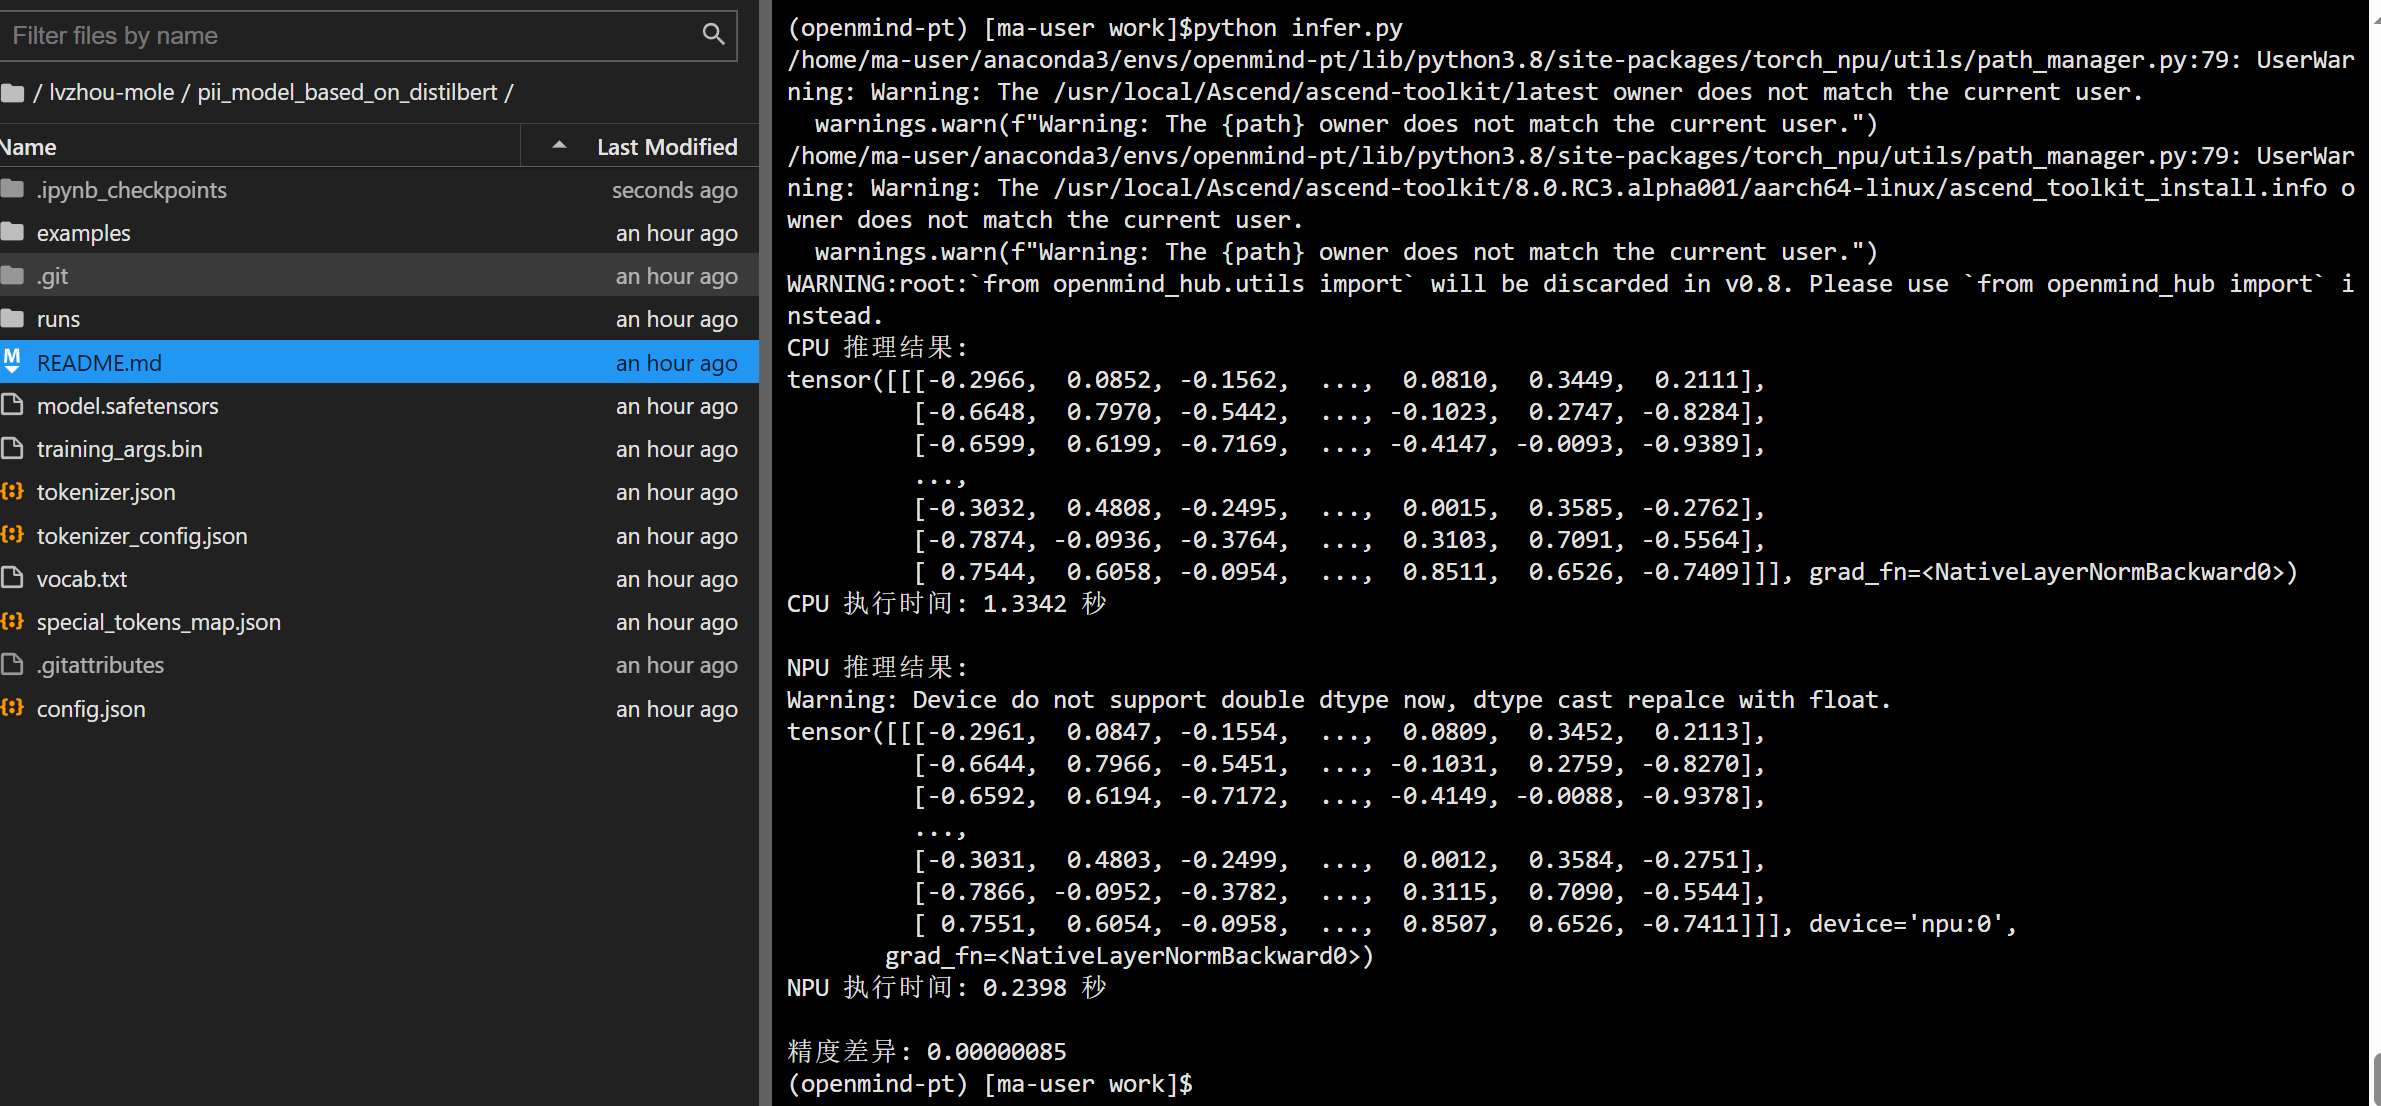 Filter files by name
/ lvzhou-mole / pii_model_based_on_distilbert /
Name Last Modified
.ipynb_checkpoints seconds ago
examples an hour ago
.git an hour ago
runs an hour ago
README.md an hour ago
model.safetensors an hour ago
training_args.bin an hour ago
tokenizer.json an hour ago
tokenizer_config.json an hour ago
vocab.txt an hour ago
special_tokens_map.json an hour ago
.gitattributes an hour ago
config.json an hour ago
(openmind-pt) [ma-user work]$python infer.py
/home/ma-user/anaconda3/envs/openmind-pt/lib/python3.8/site-packages/torch_npu/utils/path_manager.py:79: UserWar
ning: Warning: The /usr/local/Ascend/ascend-toolkit/latest owner does not match the current user.
  warnings.warn(f"Warning: The {path} owner does not match the current user.")
/home/ma-user/anaconda3/envs/openmind-pt/lib/python3.8/site-packages/torch_npu/utils/path_manager.py:79: UserWar
ning: Warning: The /usr/local/Ascend/ascend-toolkit/8.0.RC3.alpha001/aarch64-linux/ascend_toolkit_install.info o
wner does not match the current user.
  warnings.warn(f"Warning: The {path} owner does not match the current user.")
WARNING:root:`from openmind_hub.utils import` will be discarded in v0.8. Please use `from openmind_hub import` i
nstead.
CPU 推理结果:
tensor([[[-0.2966,  0.0852, -0.1562,  ...,  0.0810,  0.3449,  0.2111],
         [-0.6648,  0.7970, -0.5442,  ..., -0.1023,  0.2747, -0.8284],
         [-0.6599,  0.6199, -0.7169,  ..., -0.4147, -0.0093, -0.9389],
         ...,
         [-0.3032,  0.4808, -0.2495,  ...,  0.0015,  0.3585, -0.2762],
         [-0.7874, -0.0936, -0.3764,  ...,  0.3103,  0.7091, -0.5564],
         [ 0.7544,  0.6058, -0.0954,  ...,  0.8511,  0.6526, -0.7409]]], grad_fn=<NativeLayerNormBackward0>)
CPU 执行时间: 1.3342 秒
NPU 推理结果:
Warning: Device do not support double dtype now, dtype cast repalce with float.
tensor([[[-0.2961,  0.0847, -0.1554,  ...,  0.0809,  0.3452,  0.2113],
         [-0.6644,  0.7966, -0.5451,  ..., -0.1031,  0.2759, -0.8270],
         [-0.6592,  0.6194, -0.7172,  ..., -0.4149, -0.0088, -0.9378],
         ...,
         [-0.3031,  0.4803, -0.2499,  ...,  0.0012,  0.3584, -0.2751],
         [-0.7866, -0.0952, -0.3782,  ...,  0.3115,  0.7090, -0.5544],
         [ 0.7551,  0.6054, -0.0958,  ...,  0.8507,  0.6526, -0.7411]]], device='npu:0',
       grad_fn=<NativeLayerNormBackward0>)
NPU 执行时间: 0.2398 秒
精度差异: 0.00000085
(openmind-pt) [ma-user work]$